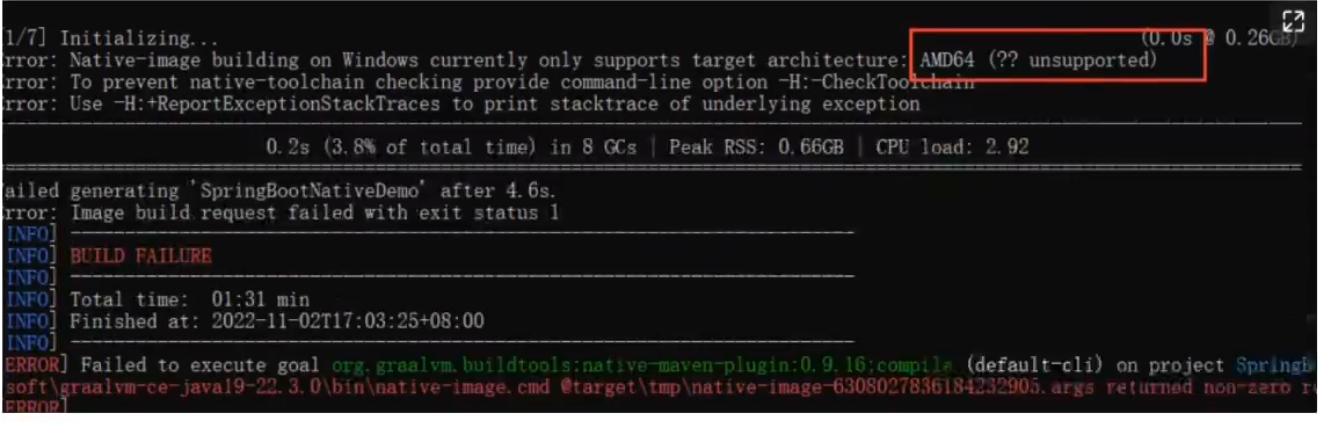 1/7] Initializing... (0.0s @ 0.26GB)
rror: Native-image building on Windows currently only supports target architecture: AMD64 (?? unsupported)
rror: To prevent native-toolchain checking provide command-line option -H:-CheckToolchain
rror: Use -H:+ReportExceptionStackTraces to print stacktrace of underlying exception
0.2s (3.8% of total time) in 8 GCs | Peak RSS: 0.66GB | CPU load: 2.92
ailed generating 'SpringBootNativeDemo' after 4.6s.
rror: Image build request failed with exit status 1
INFO]
INFO] BUILD FAILURE
INFO]
INFO] Total time: 01:31 min
INFO] Finished at: 2022-11-02T17:03:25+08:00
INFO]
ERROR] Failed to execute goal org.graalvm.buildtools:native-maven-plugin:0.9.16:compile (default-cli) on project SpringB
soft\graalvm-ce-java19-22.3.0\bin\native-image.cmd @target\tmp\native-image-6308027836184232905.args returned non-zero r
ERROR]